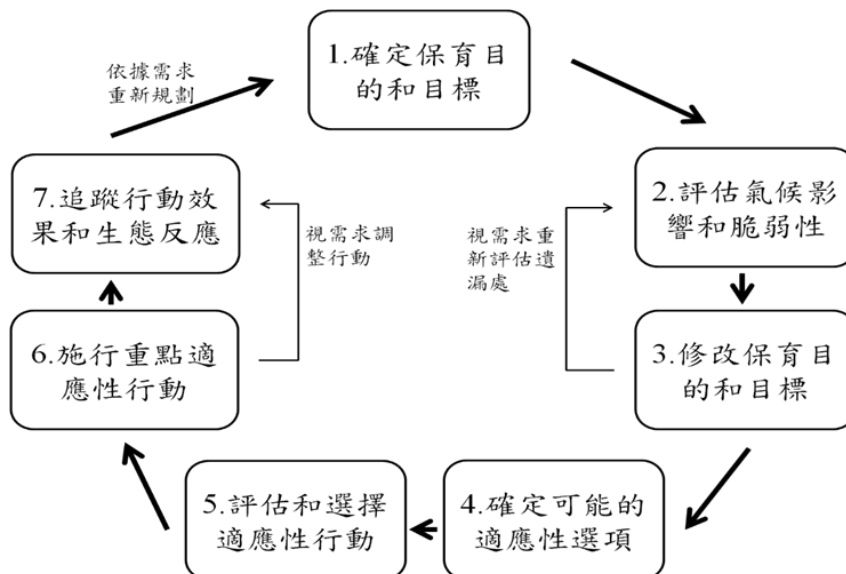 1.確定保育目
的和目標
2.評估氣候影
響和脆弱性
3.修改保育目
的和目標
視需求重
新評估遺
漏處
4.確定可能的
適應性選項
5.評估和選擇
適應性行動
6.施行重點適
應性行動
視需求調
整行動
7.追蹤行動效
果和生態反應
依據需求
重新規劃